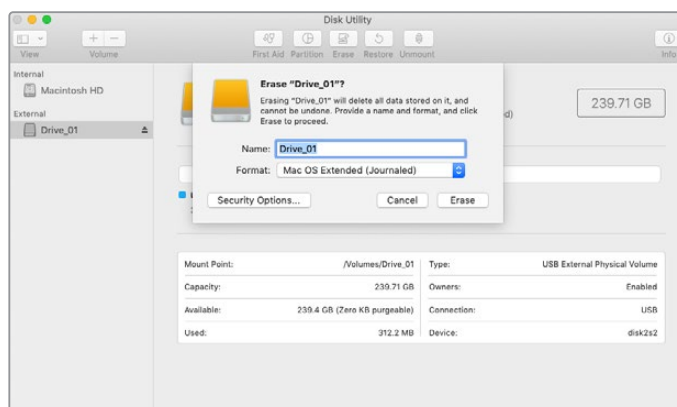 Disk Utility
View
Volume
First Aid Partition Erase Restore Unmount
Info
Internal
Macintosh HD
External
Drive_01
Erase “Drive_01”?
Erasing “Drive_01” will delete all data stored on it, and
cannot be undone. Provide a name and format, and click
Erase to proceed.
239.71 GB
Name: Drive_01
Format: Mac OS Extended (Journaled)
Security Options... Cancel Erase
Mount Point: /Volumes/Drive_01 Type: USB External Physical Volume
Capacity: 239.71 GB Owners: Enabled
Available: 239.4 GB (Zero KB purgeable) Connection: USB
Used: 312.2 MB Device: disk2s2